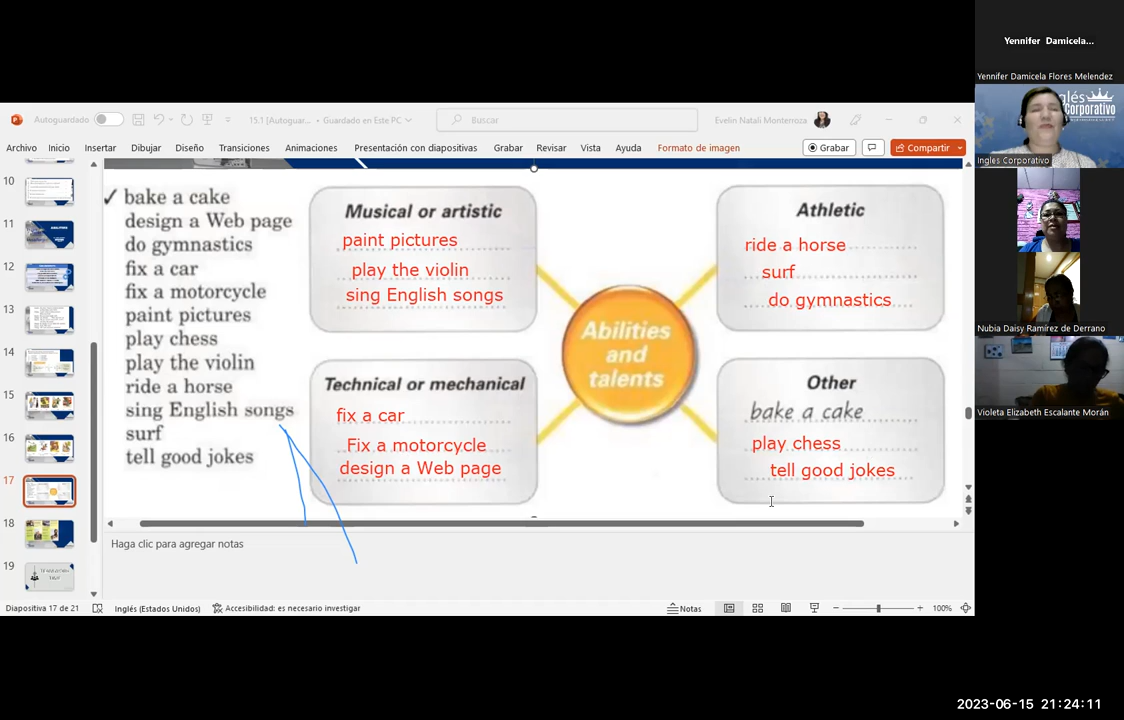 Yennifer Damicela...
Yennifer Damicela Flores Melendez
Inglés Corporativo
Nubia Daisy Ramírez de Derrano
Violeta Elizabeth Escalante Morán
Autoguardado
15.1 [Autoguar... • Guardado en Este PC
Buscar
Evelin Natali Monterroza
Archivo Inicio Insertar Dibujar Diseño Transiciones Animaciones Presentación con diapositivas Grabar Revisar Vista Ayuda Formato de imagen
Grabar
Compartir
10
11
12
13
14
15
16
17
18
19
✓ bake a cake
design a Web page
do gymnastics
fix a car
fix a motorcycle
paint pictures
play chess
play the violin
ride a horse
sing English songs
surf
tell good jokes
Musical or artistic
paint pictures
play the violin
sing English songs
Athletic
ride a horse
surf
do gymnastics
Abilities
and
talents
Technical or mechanical
fix a car
Fix a motorcycle
design a Web page
Other
bake a cake
play chess
tell good jokes
Haga clic para agregar notas
Diapositiva 17 de 21
Inglés (Estados Unidos)
Accesibilidad: es necesario investigar
Notas
100%
2023-06-15 21:24:11